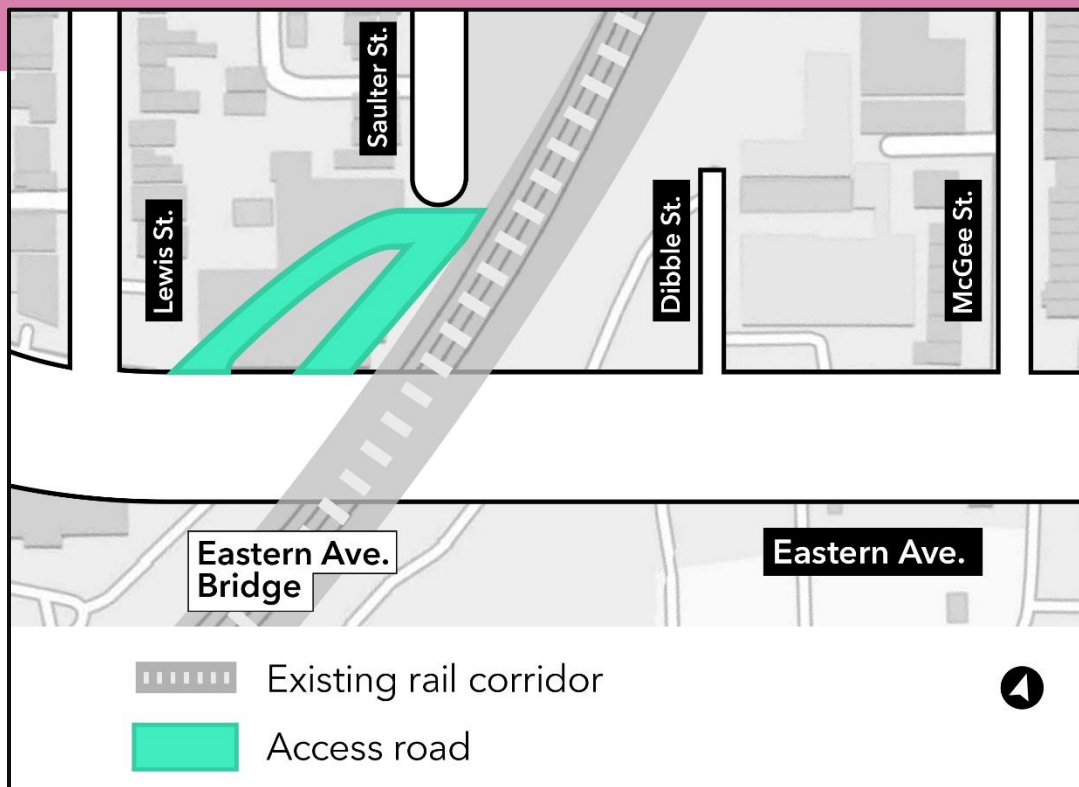 Saulter St.
Lewis St.
Dibble St.
McGee St.
Eastern Ave.
Bridge
Eastern Ave.
Existing rail corridor
Access road